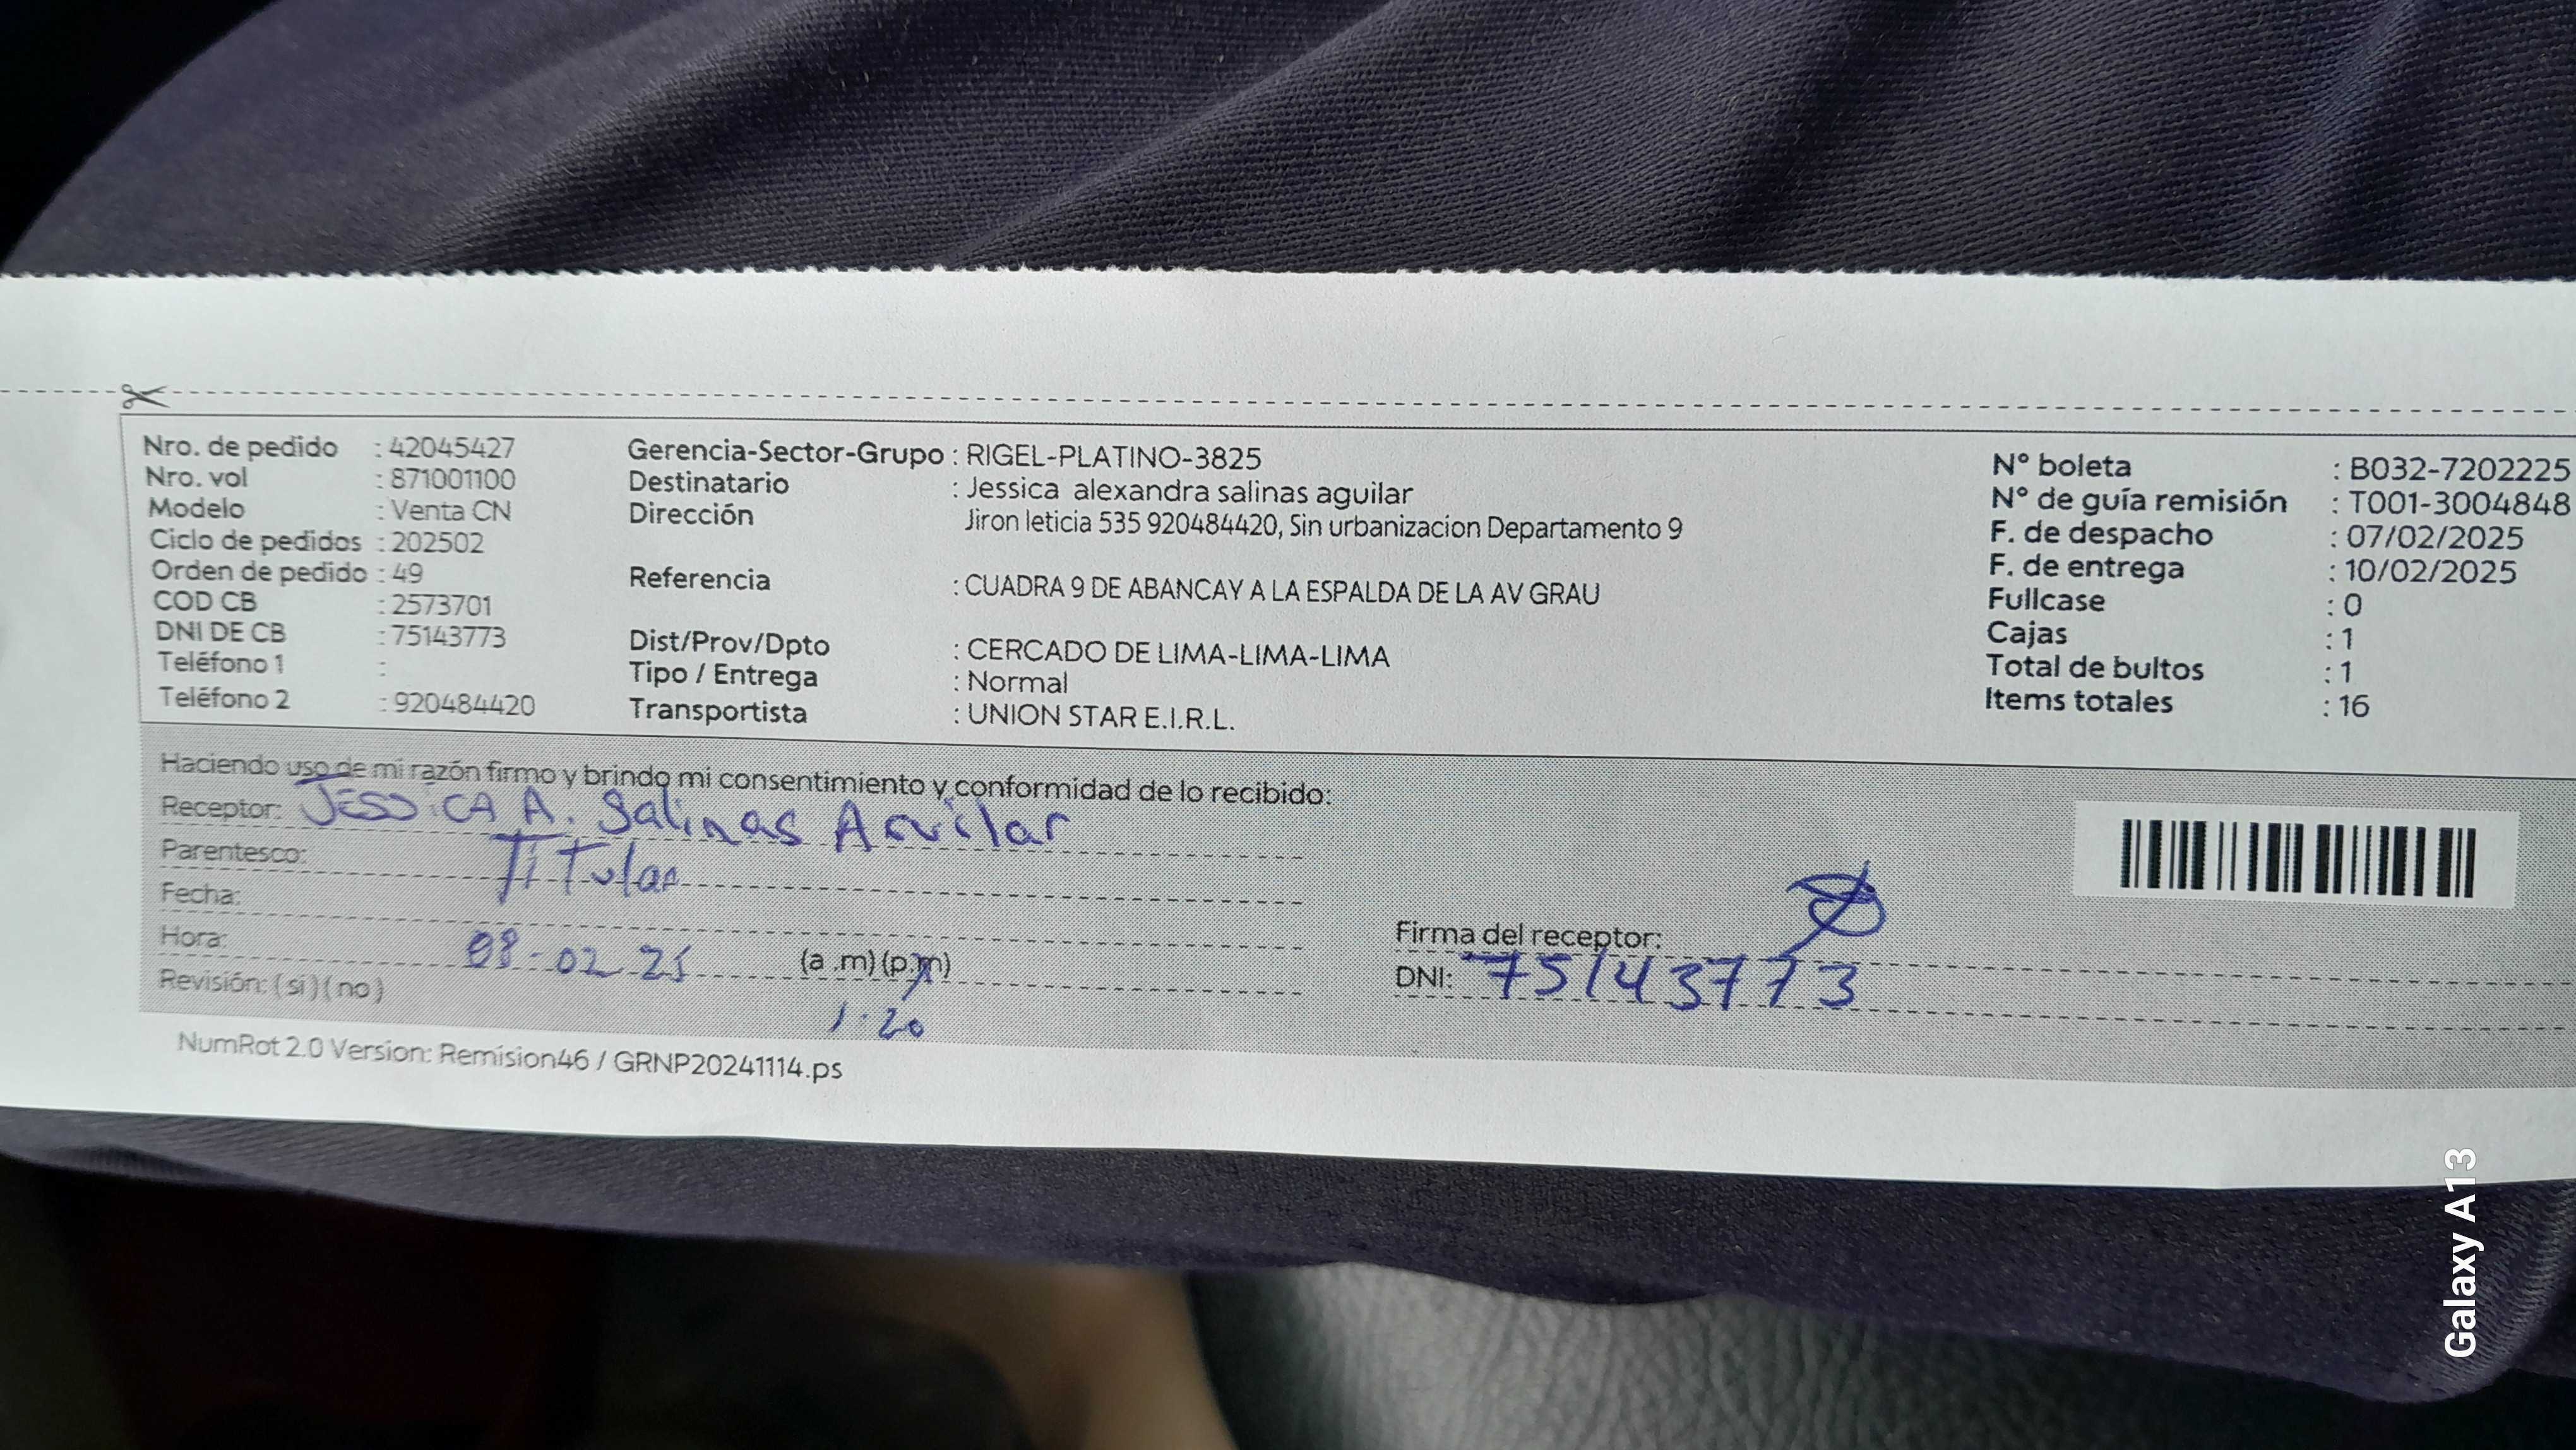 Nro. de pedido : 42045427
Nro. vol : 871001100
Modelo : Venta CN
Ciclo de pedidos : 202502
Orden de pedido : 49
COD CB : 2573701
DNI DE CB : 75143773
Teléfono 1 :
Teléfono 2 : 920484420
Gerencia-Sector-Grupo : RIGEL-PLATINO-3825
Destinatario : Jessica alexandra salinas aguilar
Dirección Jiron leticia 535 920484420, Sin urbanizacion Departamento 9
Referencia : CUADRA 9 DE ABANCAY A LA ESPALDA DE LA AV GRAU
Dist/Prov/Dpto : CERCADO DE LIMA-LIMA-LIMA
Tipo / Entrega : Normal
Transportista : UNION STAR E.I.R.L.
N° boleta : B032-7202225
N° de guía remisión : T001-3004848
F. de despacho : 07/02/2025
F. de entrega : 10/02/2025
Fullcase : 0
Cajas : 1
Total de bultos : 1
Items totales : 16
Haciendo uso de mi razón firmo y brindo mi consentimiento y conformidad de lo recibido:
Receptor: JESSiCA A. Salinas
Parentesco: TiTular
Fecha:
Hora: 08-02-25 (a .m) (p.m)
1:20
Revisión: (si) (no)
Firma del receptor:
DNI: 75143773
NumRot 2.0 Version: Remision46 / GRNP20241114.ps
Galaxy A13